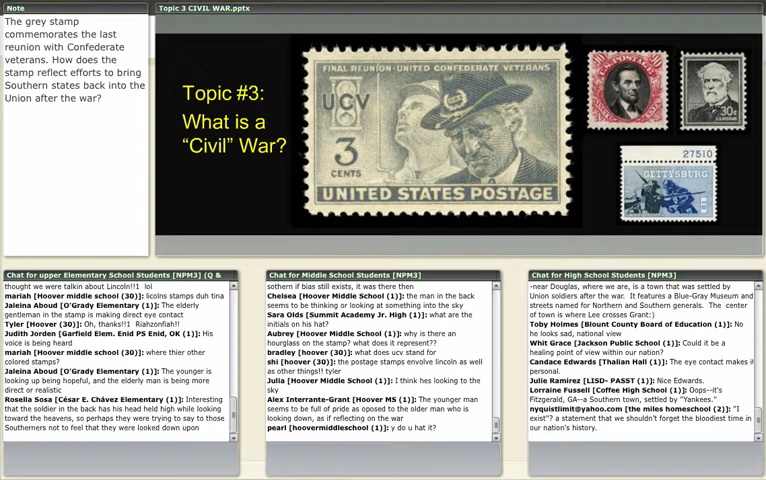 Note
The grey stamp
commemorates the last
reunion with Confederate
veterans. How does the
stamp reflect efforts to bring
Southern states back into the
Union after the war?
Topic 3 CIVIL WAR.pptx
Topic #3:
What is a
“Civil” War?
FINAL REUNION·UNITED CONFEDERATE VETERANS
UCV
3
CENTS
UNITED STATES POSTAGE
U.S. POSTAGE
30¢
27510
GETTYSBURG
Chat for upper Elementary School Students [NPM3] (Q &
thought we were talkin about Lincoln!!1 lol
mariah [Hoover middle school (30)]: licolns stamps duh tina
Jaleina Aboud [O'Grady Elementary (1)]: The elderly
gentleman in the stamp is making direct eye contact
Tyler [Hoover (30)]: Oh, thanks!!1 Riahzonfiah!!
Judith Jorden [Garfield Elem. Enid PS Enid, OK (1)]: His
voice is being heard
mariah [Hoover middle school (30)]: where thier other
colored stamps?
Jaleina Aboud [O'Grady Elementary (1)]: The younger is
looking up being hopeful, and the elderly man is being more
direct or realistic
Rosella Sosa [César E. Chávez Elementary (1)]: Interesting
that the soldier in the back has his head held high while looking
toward the heavens, so perhaps they were trying to say to those
Southerners not to feel that they were looked down upon
Chat for Middle School Students [NPM3]
sothern if bias still existed, it was there then
Chelsea [Hoover Middle School (1)]: the man in the back
seems to be thinking or looking at something into the sky
Sara Olds [Summit Academy Jr. High (1)]: what are the
initials on his hat?
Aubrey [Hoover Middle School (1)]: why is there an
hourglass on the stamp? what does it represent??
bradley [hoover (30)]: what does ucv stand for
shi [hoover (30)]: the postage stamps envolve lincoln as well
as other things!! tyler
Julia [Hoover Middle School (1)]: I think hes looking to the
sky
Alex Interrante-Grant [Hoover MS (1)]: The younger man
seems to be full of pride as oposed to the older man who is
looking down, as if reflecting on the war
pearl [hoovermiddleschool (1)]: y do u hat it?
Chat for High School Students [NPM3]
-near Douglas, where we are, is a town that was settled by
Union soldiers after the war. It features a Blue-Gray Museum and
streets named for Northern and Southern generals. The center
of town is where Lee crosses Grant:)
Toby Holmes [Blount County Board of Education (1)]: No
he looks sad, national view
Whit Grace [Jackson Public School (1)]: Could it be a
healing point of view within our nation?
Candace Edwards [Thalian Hall (1)]: The eye contact makes it
personal.
Julie Ramirez [LISD- PASST (1)]: Nice Edwards.
Lorraine Fussell [Coffee High School (1)]: Oops--it's
Fitzgerald, GA--a Southern town, settled by "Yankees."
nyquistlimit@yahoo.com [the miles homeschool (2)]: "I
exist"? a statement that we shouldn't forget the bloodiest time in
our nation's history.